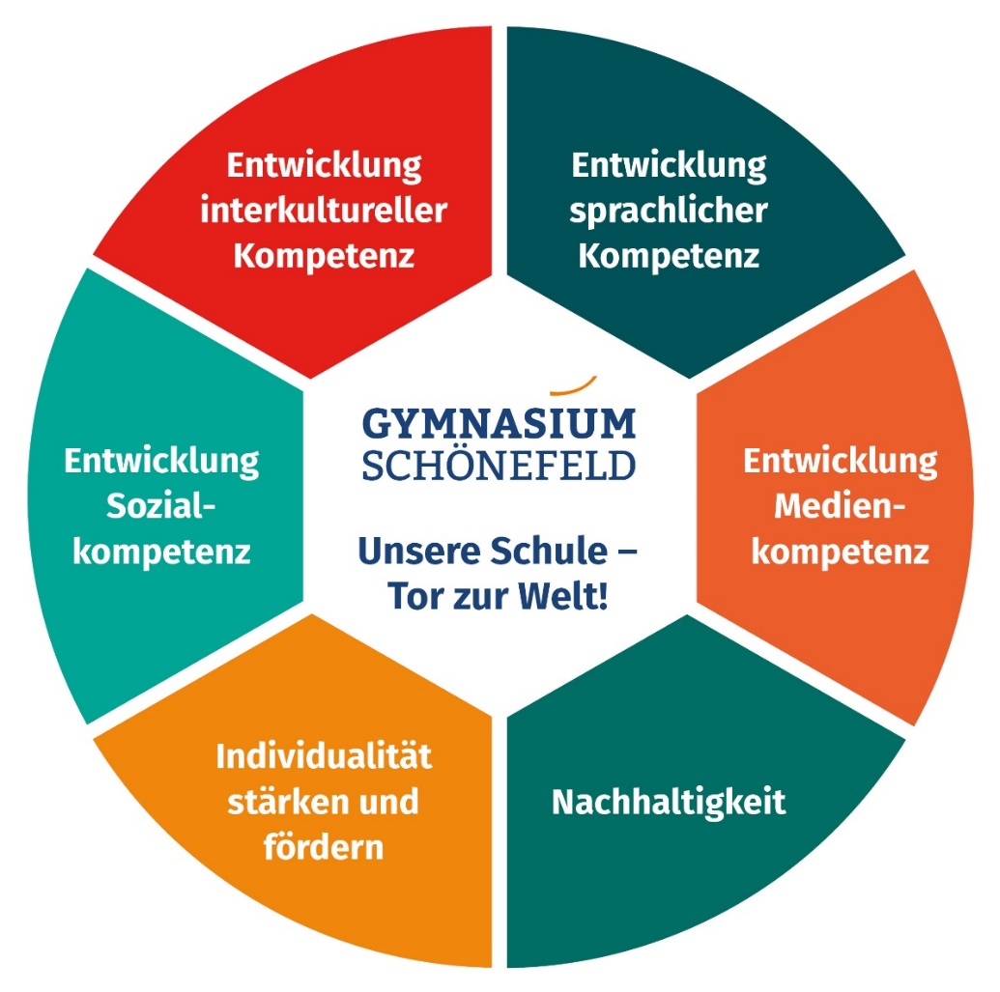 Entwicklung
interkultureller
Kompetenz
Entwicklung
sprachlicher
Kompetenz
Entwicklung
Sozial-
kompetenz
GYMNASIUM
SCHÖNEFELD
Unsere Schule –
Tor zur Welt!
Entwicklung
Medien-
kompetenz
Individualität
stärken und
fördern
Nachhaltigkeit